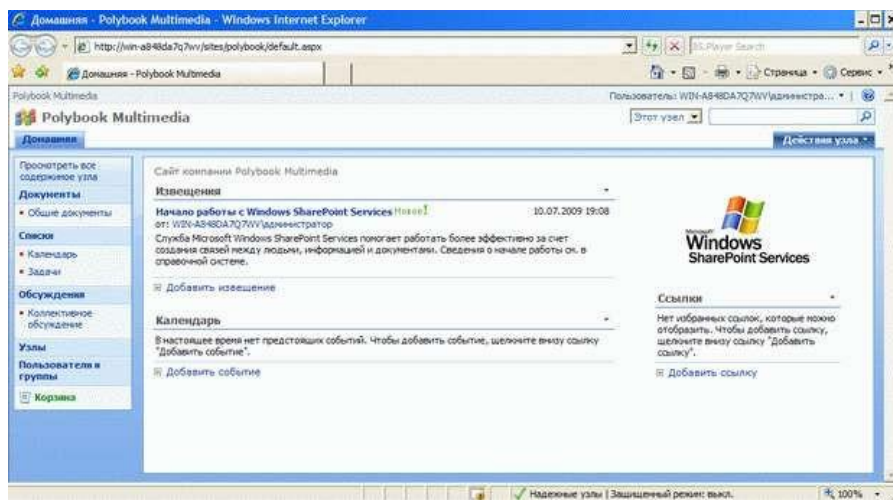 Домашняя - Polybook Multimedia - Windows Internet Explorer
http://win-a848da7q7wv/sites/polybook/default.aspx
BS.Player Search
Домашняя - Polybook Multimedia
Страница
Сервис
Polybook Multimedia
Пользователь: WIN-A848DA7Q7WV\администра...
Polybook Multimedia
Этот узел
Домашняя
Действия узла
Просмотреть все
содержимое узла
Документы
Общие документы
Списки
Календарь
Задачи
Обсуждения
Коллективное
обсуждение
Узлы
Пользователи и
группы
Корзина
Сайт компании Polybook Multimedia
Извещения
Начало работы с Windows SharePoint Services Новое!
10.07.2009 19:08
от: WIN-A848DA7Q7WV\администратор
Служба Microsoft Windows SharePoint Services помогает работать более эффективно за счет
создания связей между людьми, информацией и документами. Сведения о начале работы см. в
справочной системе.
Добавить извещение
Календарь
В настоящее время нет предстоящих событий. Чтобы добавить событие, щелкните внизу ссылку
"Добавить событие".
Добавить событие
Microsoft
Windows
SharePoint Services
Ссылки
Нет избранных ссылок, которые можно
отобразить. Чтобы добавить ссылку,
щелкните внизу ссылку "Добавить
ссылку".
Добавить ссылку
Надежные узлы | Защищенный режим: выкл.
100%